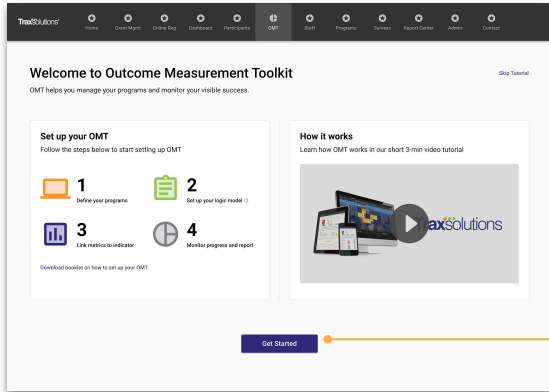 TraxSolutions
Home Grant Mgmt Online Reg Dashboard Participants OMT Staff Programs Surveys Report Center Admin Contact
Welcome to Outcome Measurement Toolkit
Skip Tutorial
OMT helps you manage your programs and monitor your visible success.
Set up your OMT
Follow the steps below to start setting up OMT
1
Define your programs
2
Set up your logic model
3
Link metrics to indicator
4
Monitor progress and report
Download booklet on how to set up your OMT
How it works
Learn how OMT works in our short 3-min video tutorial
Traxsolutions
Get Started